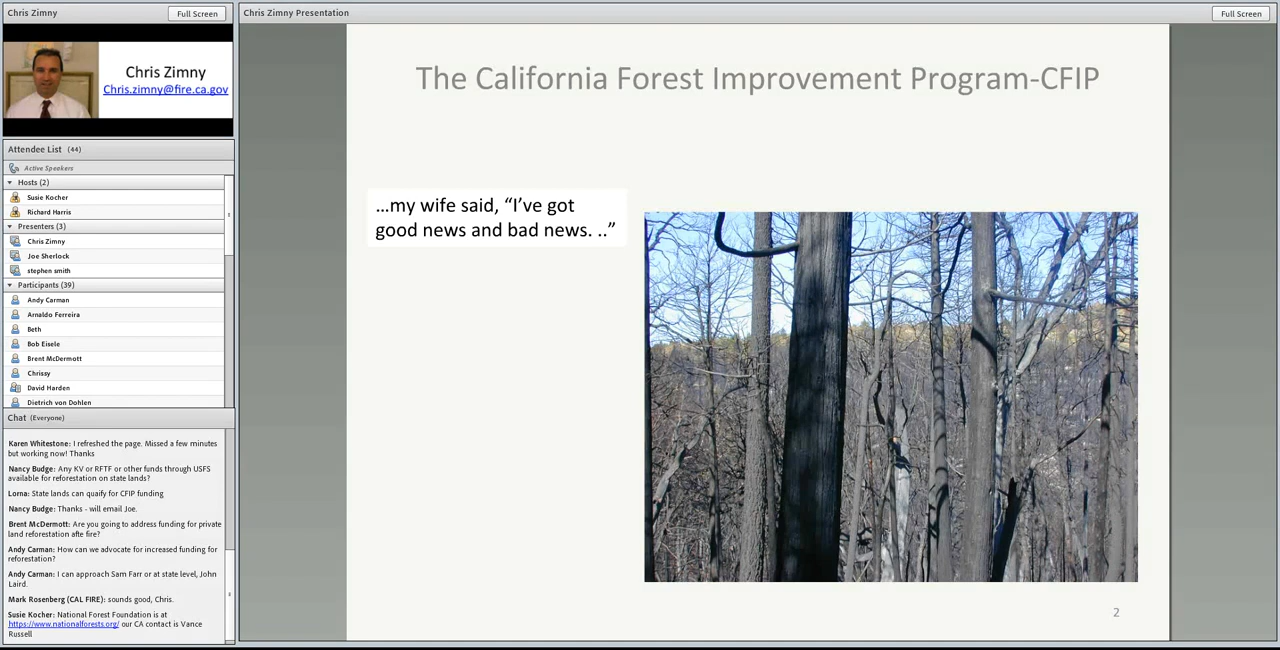 Chris Zimny
Full Screen
Chris Zimny
Chris.zimny@fire.ca.gov
Attendee List (44)
Active Speakers
Hosts (2)
Susie Kocher
Richard Harris
Presenters (3)
Chris Zimny
Joe Sherlock
stephen smith
Participants (39)
Andy Carman
Arnaldo Ferreira
Beth
Bob Eisele
Brent McDermott
Chrissy
David Harden
Dietrich von Dohlen
Chat (Everyone)
Karen Whitestone: I refreshed the page. Missed a few minutes
but working now! Thanks
Nancy Budge: Any KV or RFTF or other funds through USFS
available for reforestation on state lands?
Lorna: State lands can quaify for CFIP funding
Nancy Budge: Thanks - will email Joe.
Brent McDermott: Are you going to address funding for private
land reforestation afte fire?
Andy Carman: How can we advocate for increased funding for
reforestation?
Andy Carman: I can approach Sam Farr or at state level, John
Laird.
Mark Rosenberg (CAL FIRE): sounds good, Chris.
Susie Kocher: National Forest Foundation is at
https://www.nationalforests.org/ our CA contact is Vance
Russell
Chris Zimny Presentation
Full Screen
The California Forest Improvement Program-CFIP
...my wife said, “I’ve got
good news and bad news. ..”
2